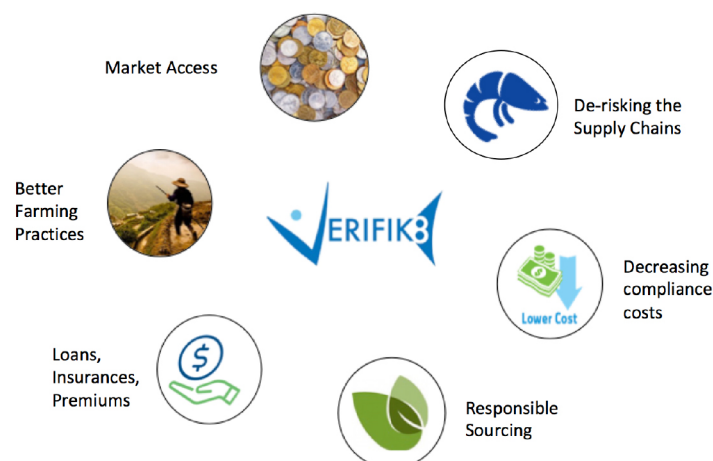 Market Access
De-risking the
Supply Chains
Better
Farming
Practices
VERIFIK8
Decreasing
compliance
costs
Lower Cost
Loans,
Insurances,
Premiums
Responsible
Sourcing